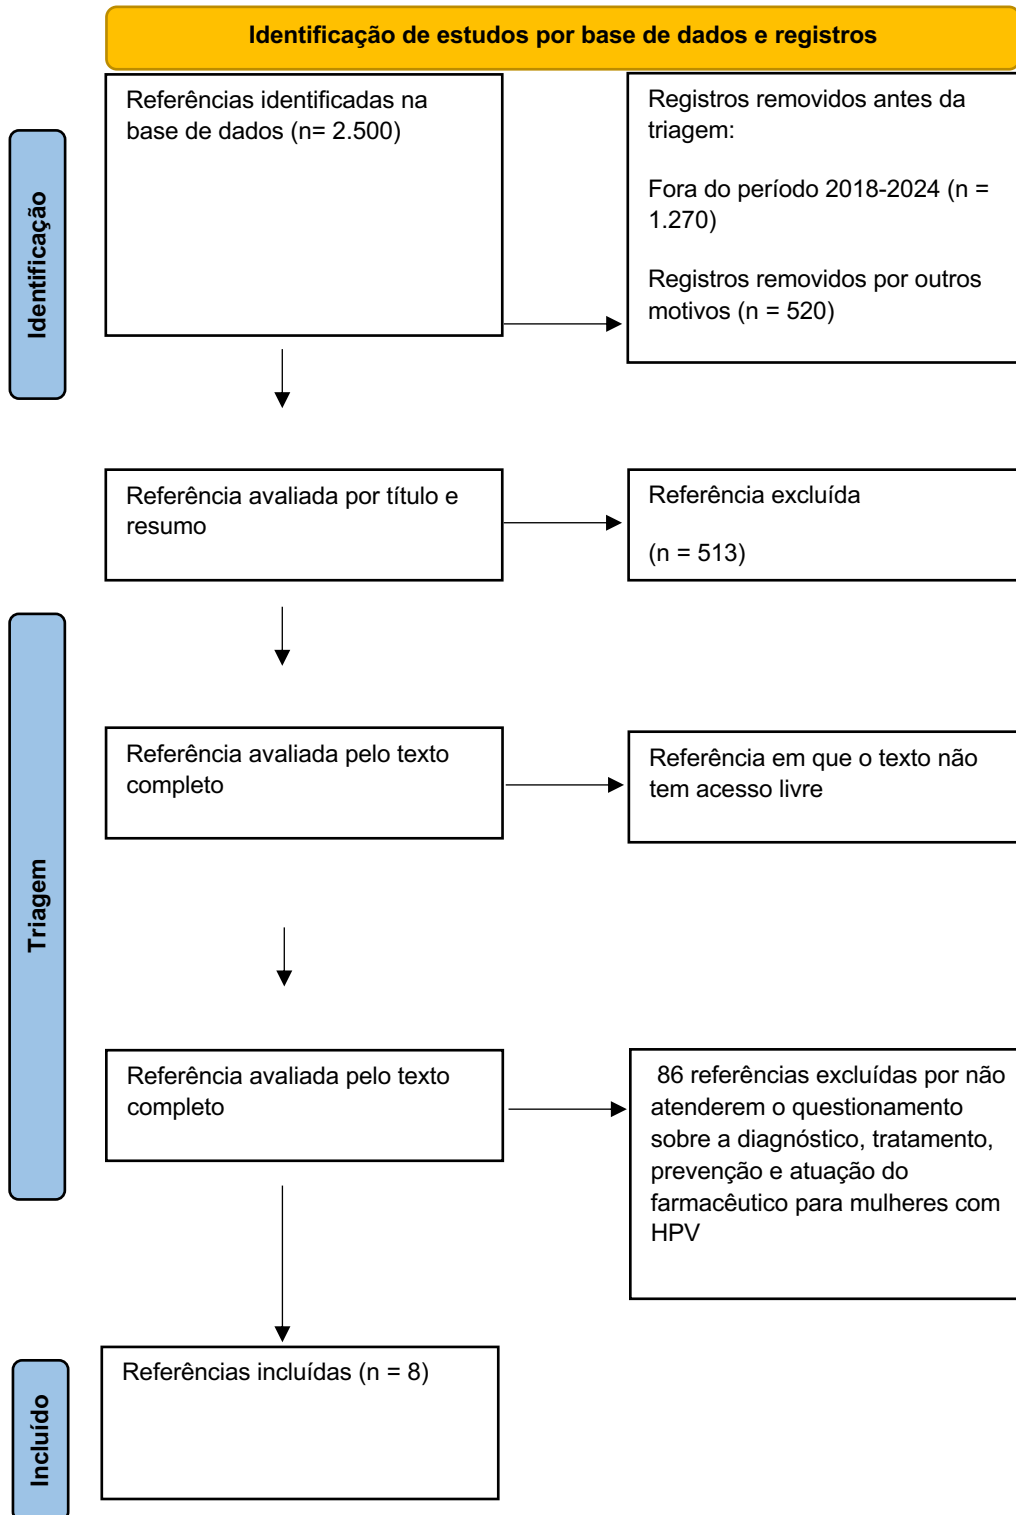 Identificação de estudos por base de dados e registros
Identificação
Referências identificadas na
base de dados (n= 2.500)
Registros removidos antes da
triagem:
Fora do período 2018-2024 (n =
1.270)
Registros removidos por outros
motivos (n = 520)
Referência avaliada por título e
resumo
Referência excluída
(n = 513)
Triagem
Referência avaliada pelo texto
completo
Referência em que o texto não
tem acesso livre
Referência avaliada pelo texto
completo
86 referências excluídas por não
atenderem o questionamento
sobre a diagnóstico, tratamento,
prevenção e atuação do
farmacêutico para mulheres com
HPV
Incluído
Referências incluídas (n = 8)